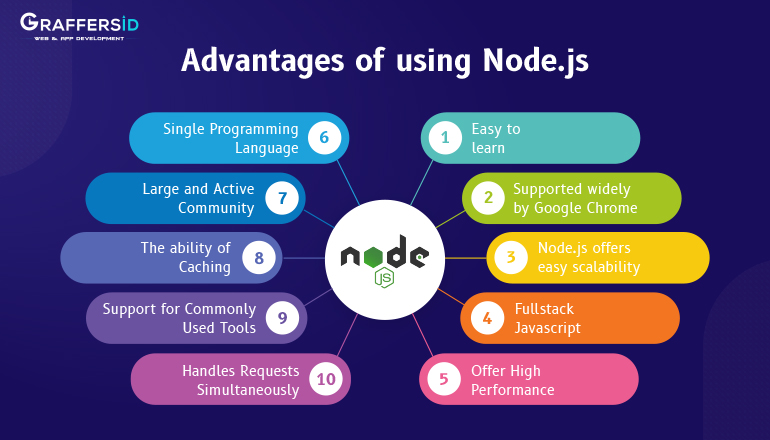 GRAFFERSID
WEB & APP DEVELOPMENT
Advantages of using Node.js
1
Easy to
learn
2
Supported widely
by Google Chrome
3
Node.js offers
easy scalability
4
Fullstack
Javascript
5
Offer High
Performance
6
Single Programming
Language
7
Large and Active
Community
8
The ability of
Caching
9
Support for Commonly
Used Tools
10
Handles Requests
Simultaneously
node
JS